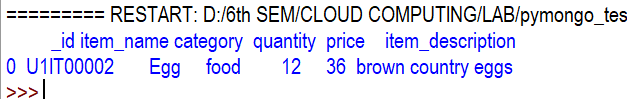 ========= RESTART: D:/6th SEM/CLOUD COMPUTING/LAB/pymongo_tes
_id item_name category quantity price item_description
0 U1IT00002 Egg food 12 36 brown country eggs
>>>